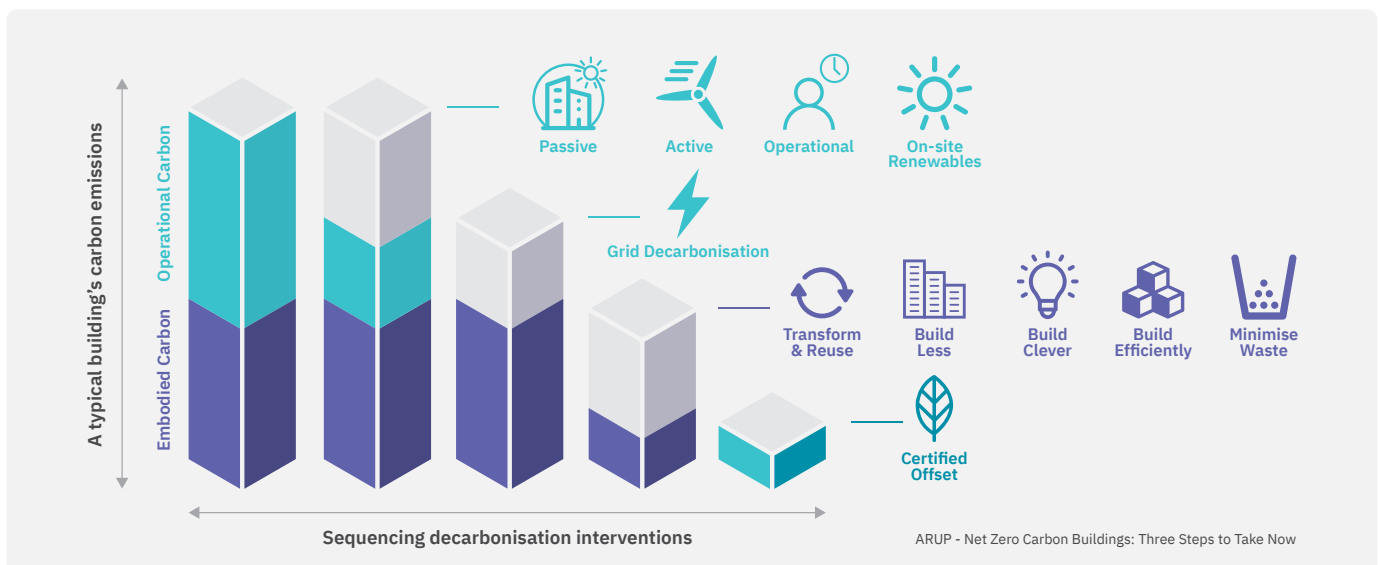 A typical building's carbon emissions
Operational Carbon
Embodied Carbon
Passive
Active
Operational
On-site
Renewables
Grid Decarbonisation
Transform
& Reuse
Build
Less
Build
Clever
Build
Efficiently
Minimise
Waste
Certified
Offset
Sequencing decarbonisation interventions
ARUP - Net Zero Carbon Buildings: Three Steps to Take Now